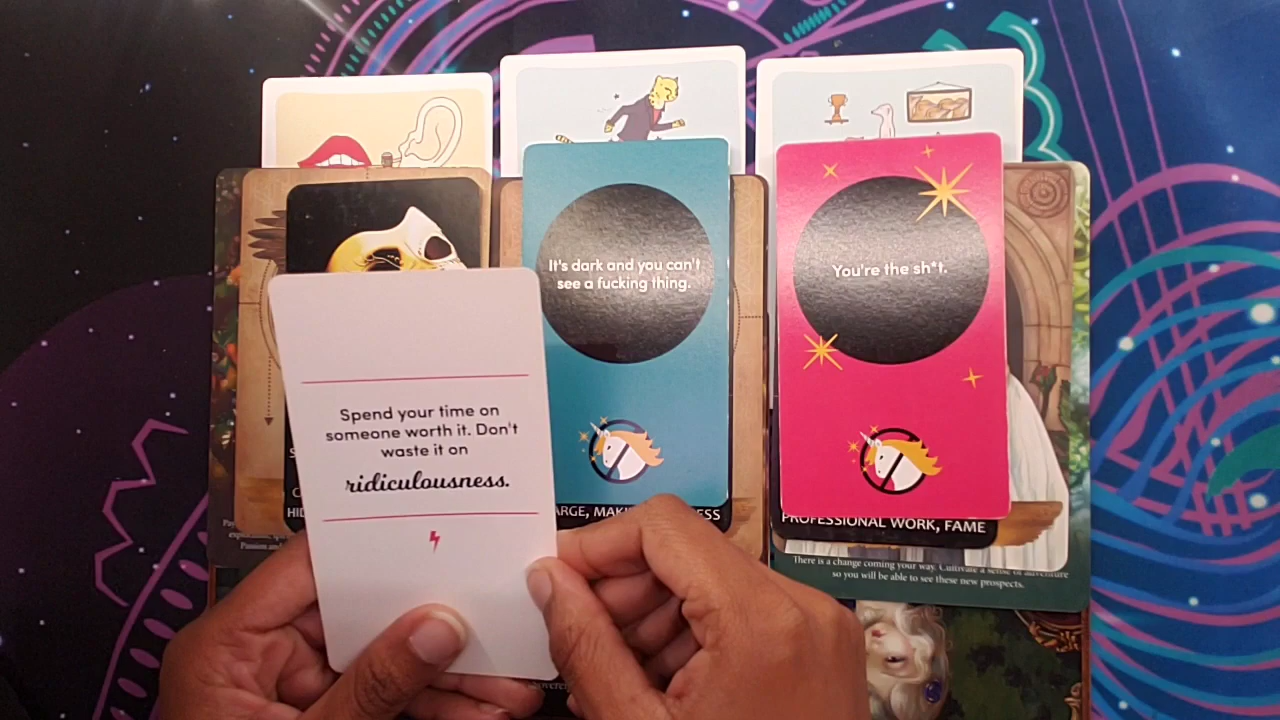 It's dark and you can't
see a fucking thing.
You're the sh*t.
Spend your time on
someone worth it. Don't
waste it on
ridiculousness.
PROFESSIONAL WORK, FAME
There is a change coming your way. Cultivate a sense of adventure
so you will be able to see these new prospects.